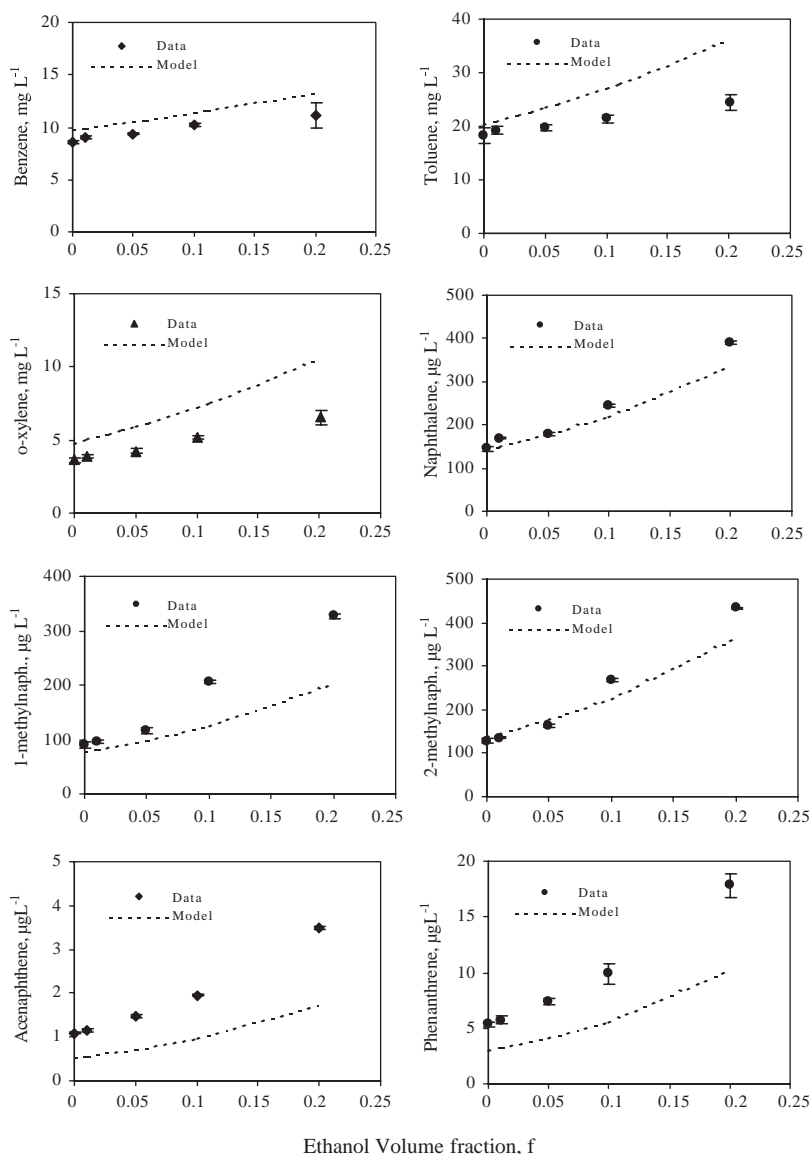 Benzene, mg L-1
20
15
10
5
0
Data
Model
0 0.05 0.1 0.15 0.2 0.25
Toluene, mg L-1
40
30
20
10
0
Data
Model
0 0.05 0.1 0.15 0.2 0.25
o-xylene, mg L-1
15
10
5
0
Data
Model
0 0.05 0.1 0.15 0.2 0.25
Naphthalene, µg L-1
500
400
300
200
100
0
Data
Model
0 0.05 0.1 0.15 0.2 0.25
1-methylnaph., µg L-1
400
300
200
100
0
Data
Model
0 0.05 0.1 0.15 0.2 0.25
2-methylnaph., µg L-1
500
400
300
200
100
0
Data
Model
0 0.05 0.1 0.15 0.2 0.25
Acenaphthene, µgL-1
5
4
3
2
1
0
Data
Model
0 0.05 0.1 0.15 0.2 0.25
Phenanthrene, µgL-1
20
15
10
5
0
Data
Model
0 0.05 0.1 0.15 0.2 0.25
Ethanol Volume fraction, f